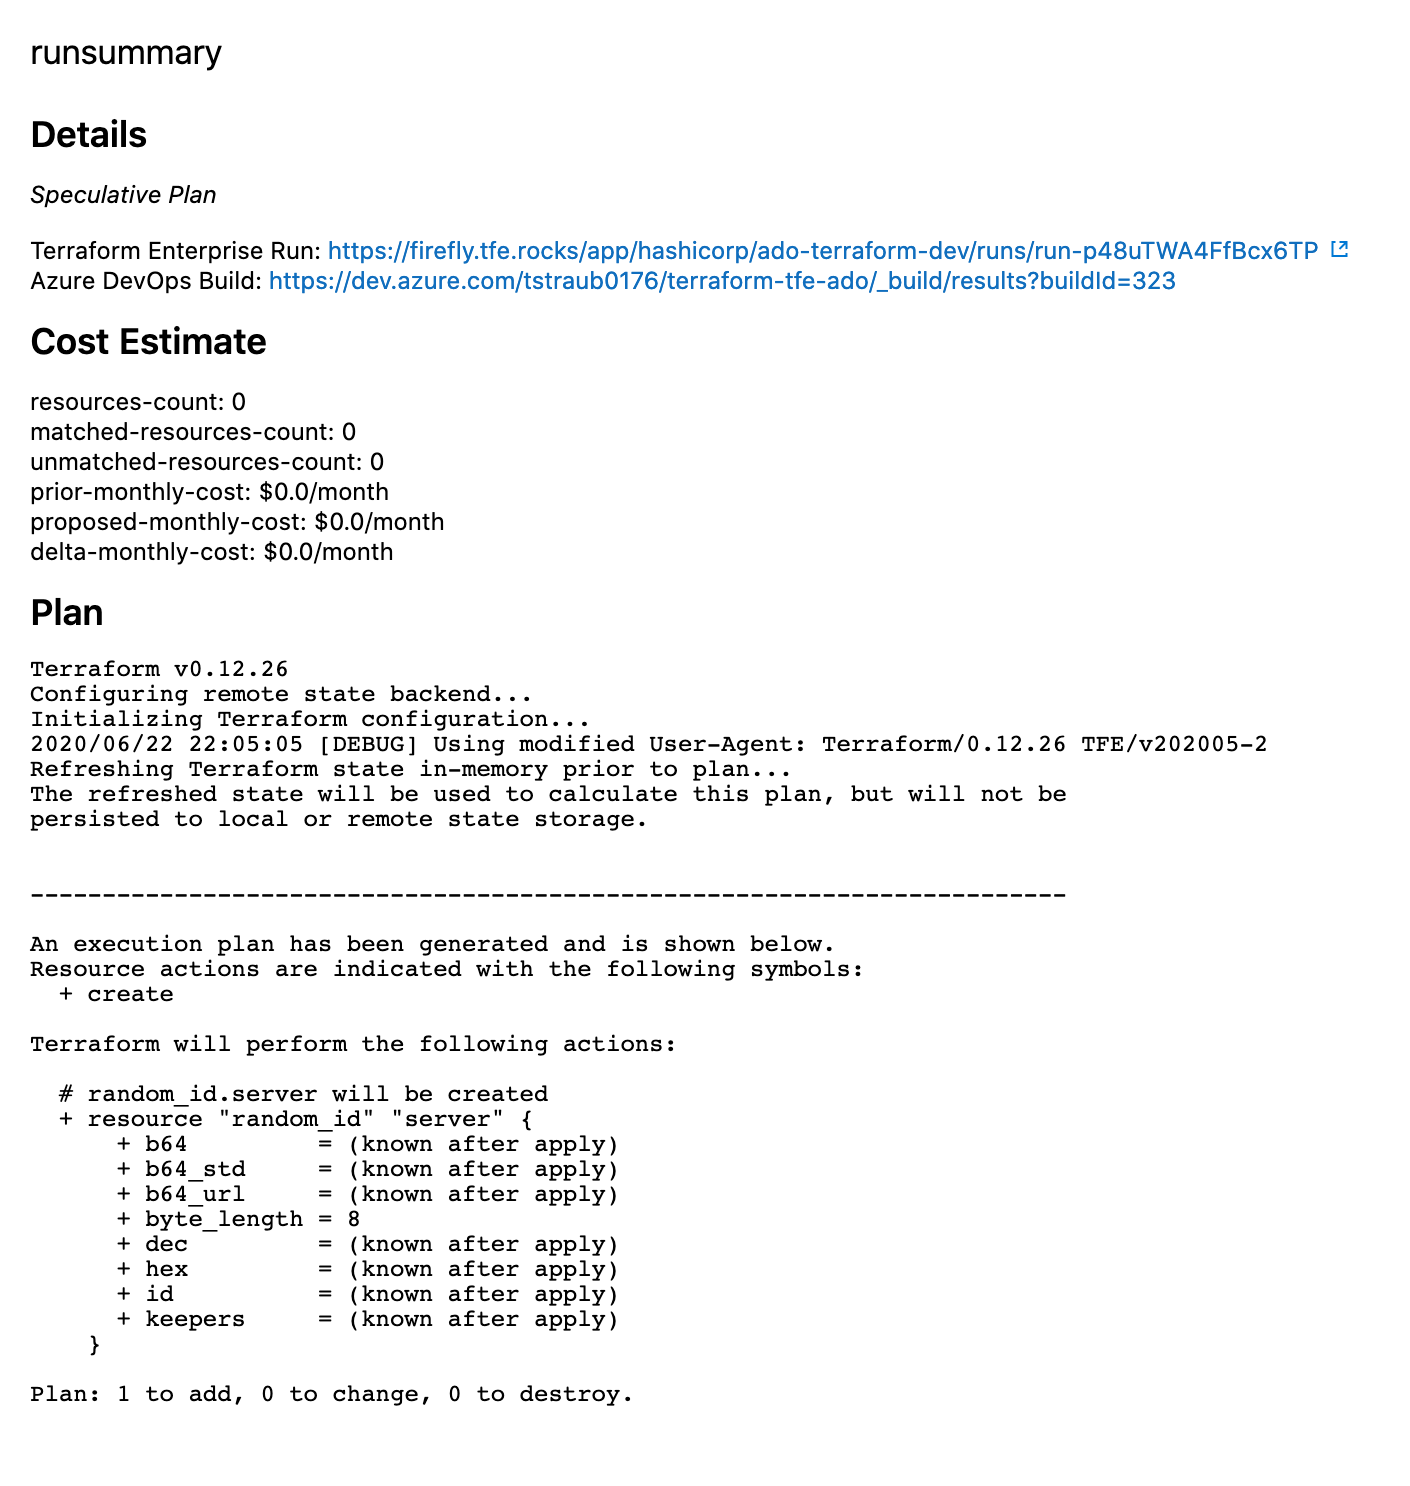 runsummary
Details
Speculative Plan
Terraform Enterprise Run: https://firefly.tfe.rocks/app/hashicorp/ado-terraform-dev/runs/run-p48uTWA4FfBcx6TP
Azure DevOps Build: https://dev.azure.com/tstraub0176/terraform-tfe-ado/_build/results?buildId=323
Cost Estimate
resources-count: 0
matched-resources-count: 0
unmatched-resources-count: 0
prior-monthly-cost: $0.0/month
proposed-monthly-cost: $0.0/month
delta-monthly-cost: $0.0/month
Plan
Terraform v0.12.26
Configuring remote state backend...
Initializing Terraform configuration...
2020/06/22 22:05:05 [DEBUG] Using modified User-Agent: Terraform/0.12.26 TFE/v202005-2
Refreshing Terraform state in-memory prior to plan...
The refreshed state will be used to calculate this plan, but will not be
persisted to local or remote state storage.
------------------------------------------------------------------------
An execution plan has been generated and is shown below.
Resource actions are indicated with the following symbols:
  + create
Terraform will perform the following actions:
  # random_id.server will be created
  + resource "random_id" "server" {
      + b64         = (known after apply)
      + b64_std     = (known after apply)
      + b64_url     = (known after apply)
      + byte_length = 8
      + dec         = (known after apply)
      + hex         = (known after apply)
      + id          = (known after apply)
      + keepers     = (known after apply)
    }
Plan: 1 to add, 0 to change, 0 to destroy.